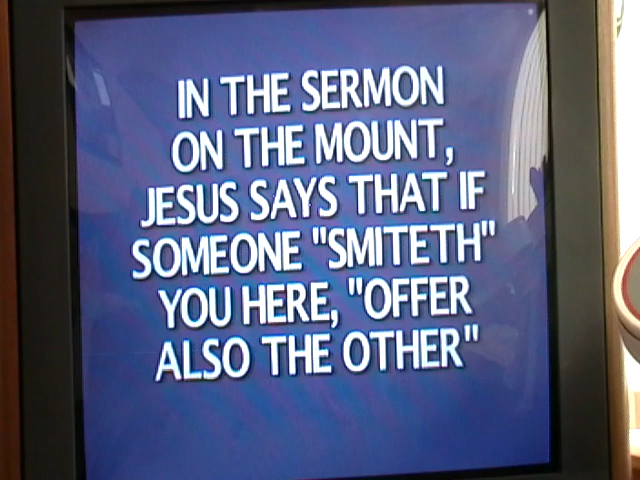 IN THE SERMON
ON THE MOUNT,
JESUS SAYS THAT IF
SOMEONE "SMITETH"
YOU HERE, "OFFER
ALSO THE OTHER"